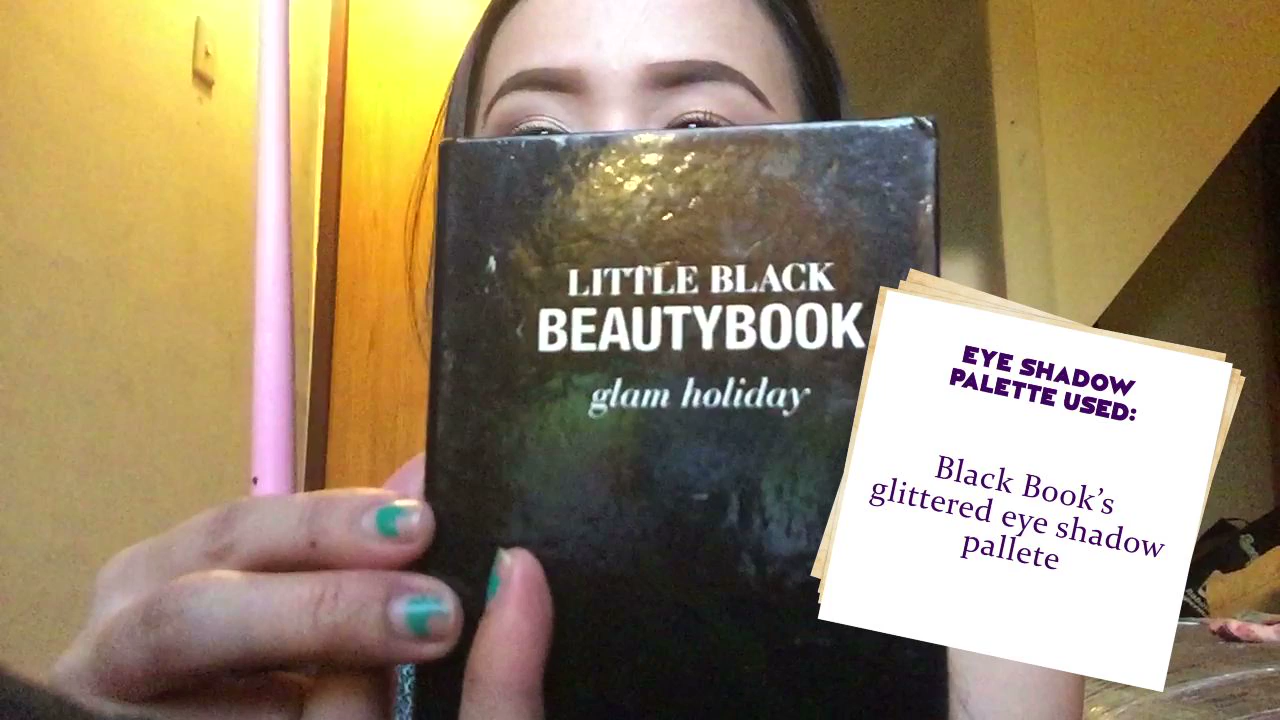 LITTLE BLACK
BEAUTYBOOK
glam holiday
EYE SHADOW
PALETTE USED:
Black Book's
glittered eye shadow
pallete